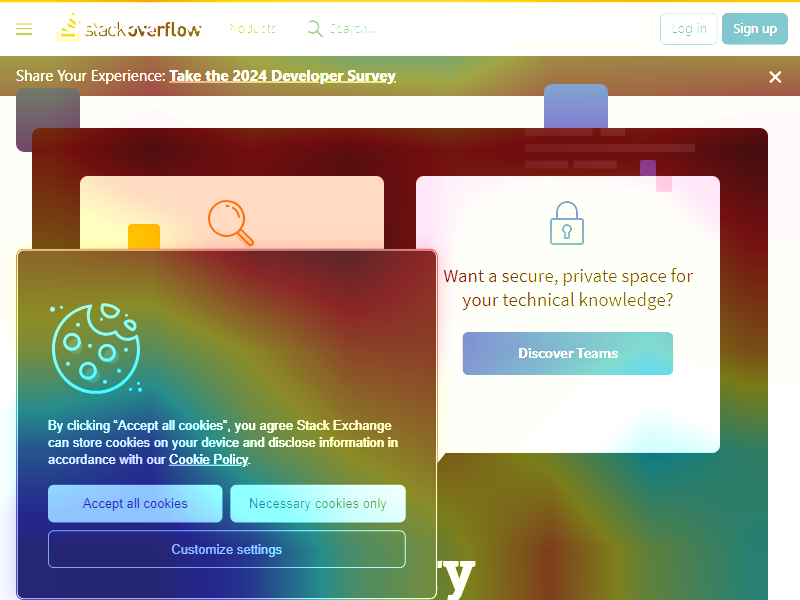 stackoverflow
Products
Search...
Log in
Sign up
Share Your Experience: Take the 2024 Developer Survey
Want a secure, private space for
your technical knowledge?
Discover Teams
By clicking "Accept all cookies", you agree Stack Exchange
can store cookies on your device and disclose information in
accordance with our Cookie Policy.
Accept all cookies
Necessary cookies only
Customize settings